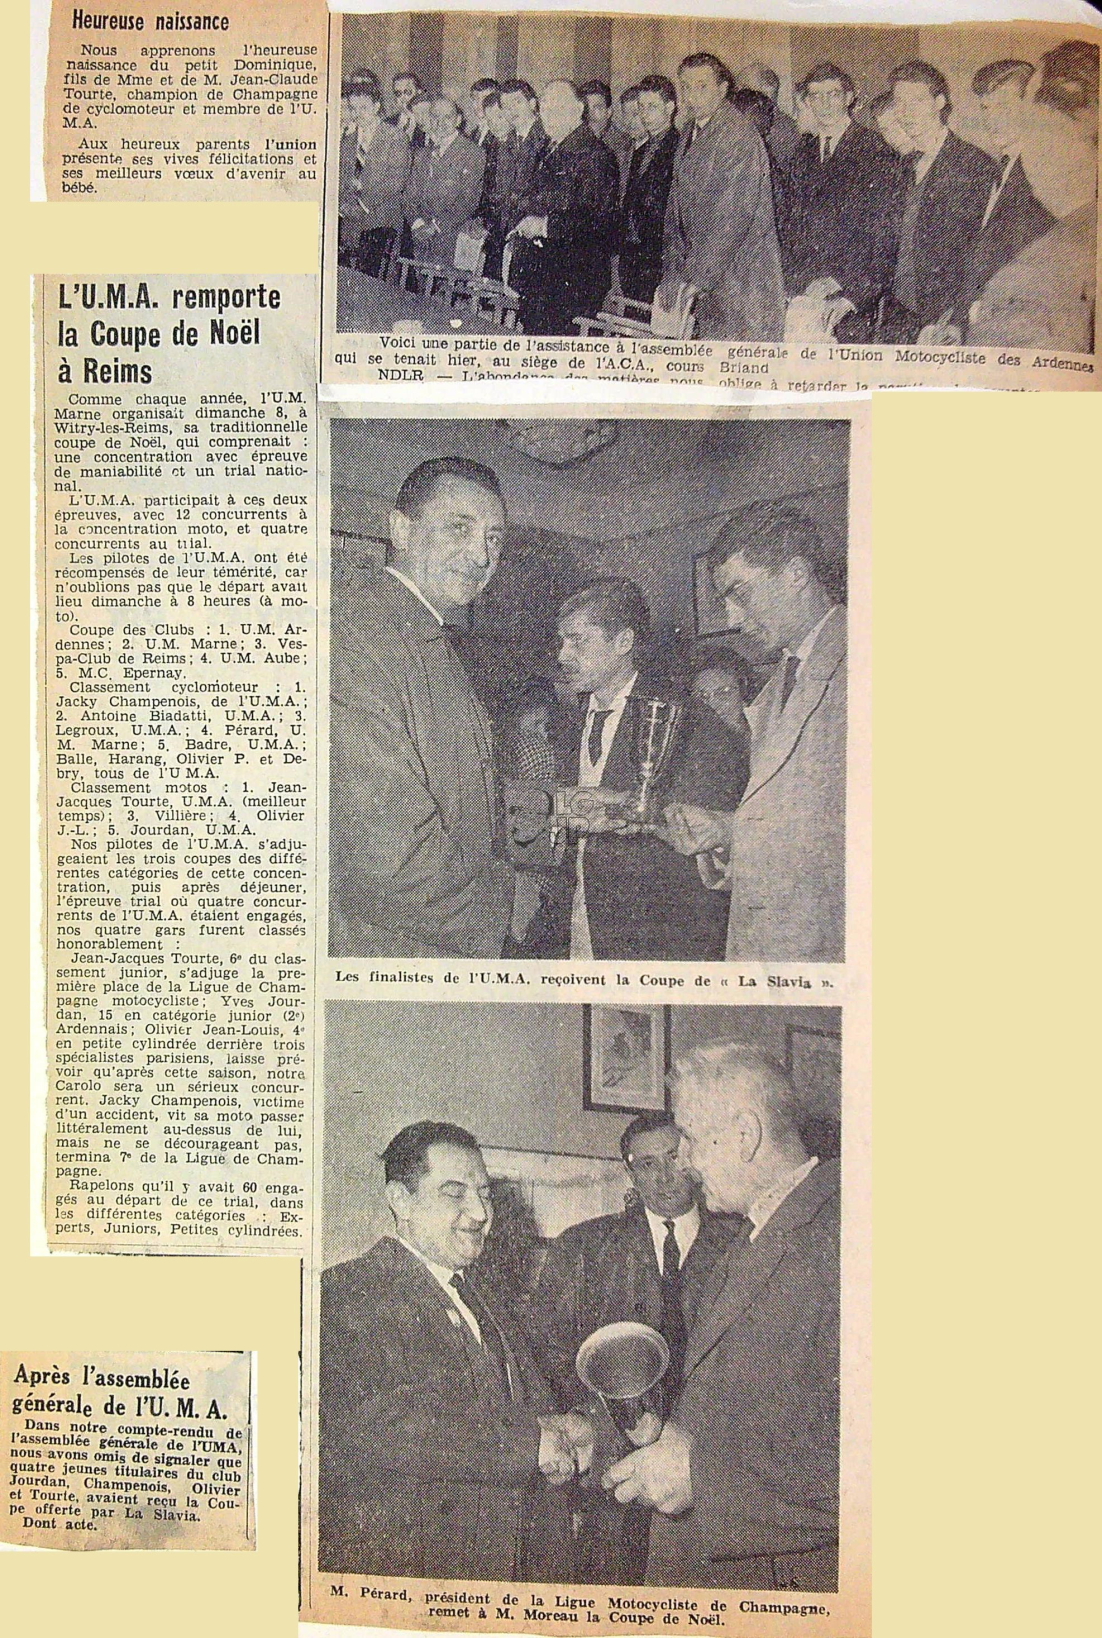 Heureuse naissance
Nous apprenons l'heureuse
naissance du petit Dominique,
fils de Mme et de M. Jean-Claude
Tourte, champion de Champagne
de cyclomoteur et membre de l'U.
M.A.
Aux heureux parents l'union
présente ses vives félicitations et
ses meilleurs vœux d'avenir au
bébé.
Voici une partie de l'assistance à l'assemblée générale de l'Union Motocycliste des Ardennes
qui se tenait hier, au siège de l'A.C.A., cours Briand
NDLR — L'abondance des matières nous oblige à retarder la
L'U.M.A. remporte
la Coupe de Noël
à Reims
Comme chaque année, l'U.M.
Marne organisait dimanche 8, à
Witry-les-Reims, sa traditionnelle
coupe de Noël, qui comprenait :
une concentration avec épreuve
de maniabilité et un trial natio-
nal.
L'U.M.A. participait à ces deux
épreuves, avec 12 concurrents à
la concentration moto, et quatre
concurrents au trial.
Les pilotes de l'U.M.A. ont été
récompensés de leur témérité, car
n'oublions pas que le départ avait
lieu dimanche à 8 heures (à mo-
to).
Coupe des Clubs : 1. U.M. Ar-
dennes ; 2. U.M. Marne ; 3. Ves-
pa-Club de Reims ; 4. U.M. Aube ;
5. M.C. Epernay.
Classement cyclomoteur : 1.
Jacky Champenois, de l'U.M.A. ;
2. Antoine Biadatti, U.M.A. ; 3.
Legroux, U.M.A. ; 4. Pérard, U.
M. Marne ; 5. Badre, U.M.A. ;
Balle, Harang, Olivier P. et De-
bry, tous de l'U M.A.
Classement motos : 1. Jean-
Jacques Tourte, U.M.A. (meilleur
temps) ; 3. Villière ; 4. Olivier
J.-L. ; 5. Jourdan, U.M.A.
Nos pilotes de l'U.M.A. s'adju-
geaient les trois coupes des diffé-
rentes catégories de cette concen-
tration, puis après déjeuner,
l'épreuve trial où quatre concur-
rents de l'U.M.A. étaient engagés,
nos quatre gars furent classés
honorablement :
Jean-Jacques Tourte, 6e du clas-
sement junior, s'adjuge la pre-
mière place de la Ligue de Cham-
pagne motocycliste ; Yves Jour-
dan, 15 en catégorie junior (2e)
Ardennais ; Olivier Jean-Louis, 4e
en petite cylindrée derrière trois
spécialistes parisiens, laisse pré-
voir qu'après cette saison, notre
Carolo sera un sérieux concur-
rent. Jacky Champenois, victime
d'un accident, vit sa moto passer
littéralement au-dessus de lui,
mais ne se décourageant pas,
termina 7e de la Ligue de Cham-
pagne.
Rapelons qu'il y avait 60 enga-
gés au départ de ce trial, dans
les différentes catégories : Ex-
perts, Juniors, Petites cylindrées.
Les finalistes de l'U.M.A. reçoivent la Coupe de « La Slavia ».
M. Pérard, président de la Ligue Motocycliste de Champagne,
remet à M. Moreau la Coupe de Noël.
Après l'assemblée
générale de l'U. M. A.
Dans notre compte-rendu de
l'assemblée générale de l'UMA,
nous avons omis de signaler que
quatre jeunes titulaires du club
Jourdan, Champenois, Olivier
et Tourte, avaient reçu la Cou-
pe offerte par La Slavia.
Dont acte.